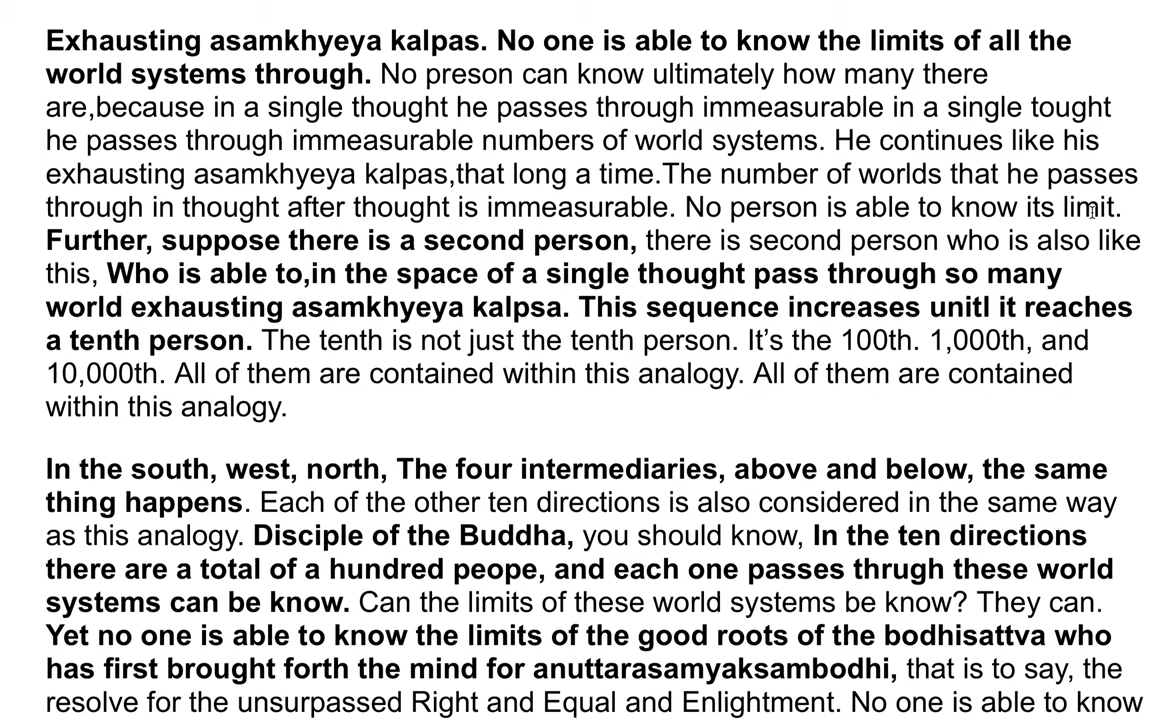 Exhausting asamkhyeya kalpas. No one is able to know the limits of all the
world systems through. No preson can know ultimately how many there
are,because in a single thought he passes through immeasurable in a single tought
he passes through immeasurable numbers of world systems. He continues like his
exhausting asamkhyeya kalpas,that long a time.The number of worlds that he passes
through in thought after thought is immeasurable. No person is able to know its limit.
Further, suppose there is a second person, there is second person who is also like
this, Who is able to,in the space of a single thought pass through so many
world exhausting asamkhyeya kalpsa. This sequence increases unitl it reaches
a tenth person. The tenth is not just the tenth person. It’s the 100th. 1,000th, and
10,000th. All of them are contained within this analogy. All of them are contained
within this analogy.
In the south, west, north, The four intermediaries, above and below, the same
thing happens. Each of the other ten directions is also considered in the same way
as this analogy. Disciple of the Buddha, you should know, In the ten directions
there are a total of a hundred peope, and each one passes thrugh these world
systems can be know. Can the limits of these world systems be know? They can.
Yet no one is able to know the limits of the good roots of the bodhisattva who
has first brought forth the mind for anuttarasamyaksambodhi, that is to say, the
resolve for the unsurpassed Right and Equal and Enlightment. No one is able to know